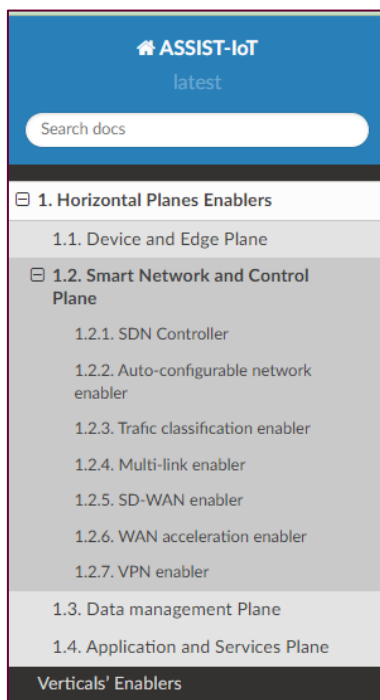 ASSIST-IoT
latest
Search docs
1. Horizontal Planes Enablers
1.1. Device and Edge Plane
1.2. Smart Network and Control
Plane
1.2.1. SDN Controller
1.2.2. Auto-configurable network
enabler
1.2.3. Trafic classification enabler
1.2.4. Multi-link enabler
1.2.5. SD-WAN enabler
1.2.6. WAN acceleration enabler
1.2.7. VPN enabler
1.3. Data management Plane
1.4. Application and Services Plane
Verticals' Enablers